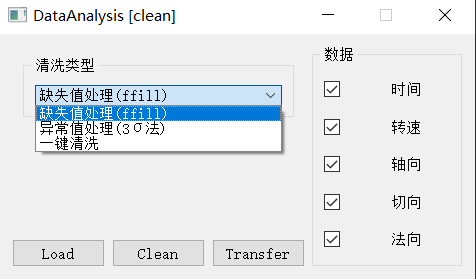 DataAnalysis [clean]
清洗类型
缺失值处理(ffill)
缺失值处理(ffill)
异常值处理(3σ法)
一键清洗
数据
时间
转速
轴向
切向
法向
Load
Clean
Transfer